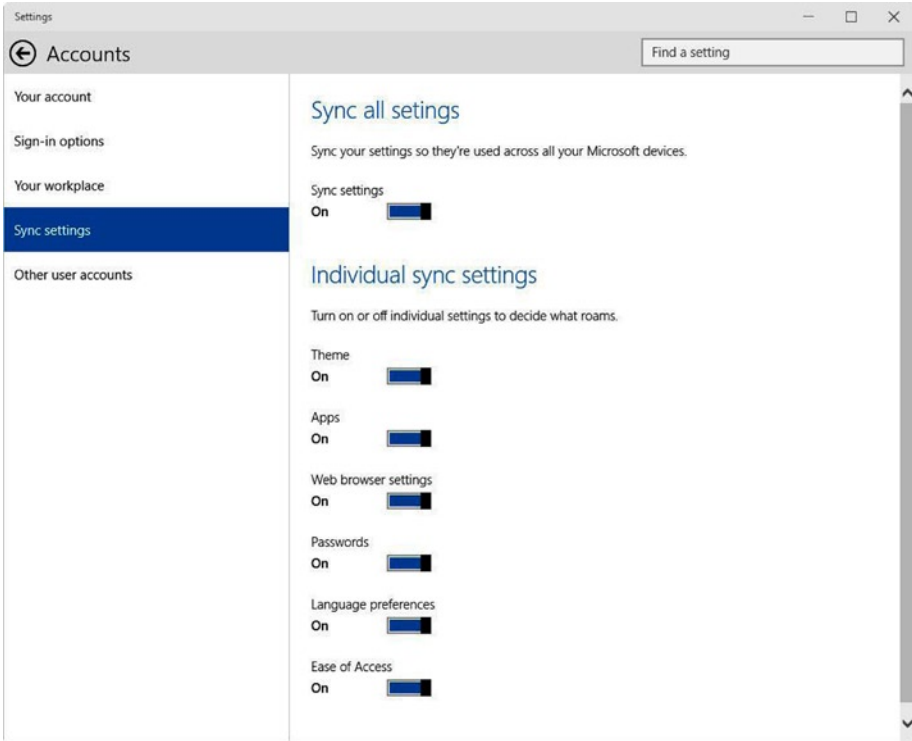 Settings
Accounts
Find a setting
Your account
Sign-in options
Your workplace
Sync settings
Other user accounts
Sync all setings
Sync your settings so they're used across all your Microsoft devices.
Sync settings
On
Individual sync settings
Turn on or off individual settings to decide what roams.
Theme
On
Apps
On
Web browser settings
On
Passwords
On
Language preferences
On
Ease of Access
On